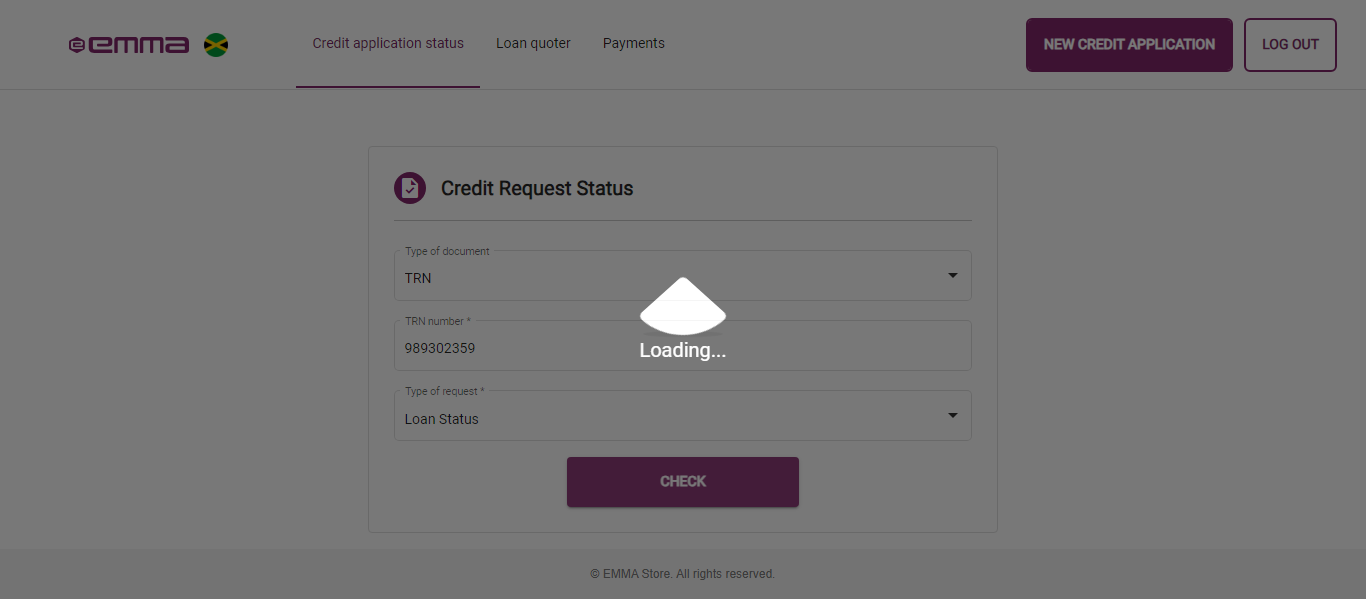 emma
Credit application status
Loan quoter
Payments
NEW CREDIT APPLICATION
LOG OUT
Credit Request Status
Type of document
TRN
TRN number *
989302359
Loading...
Type of request *
Loan Status
CHECK
© EMMA Store. All rights reserved.